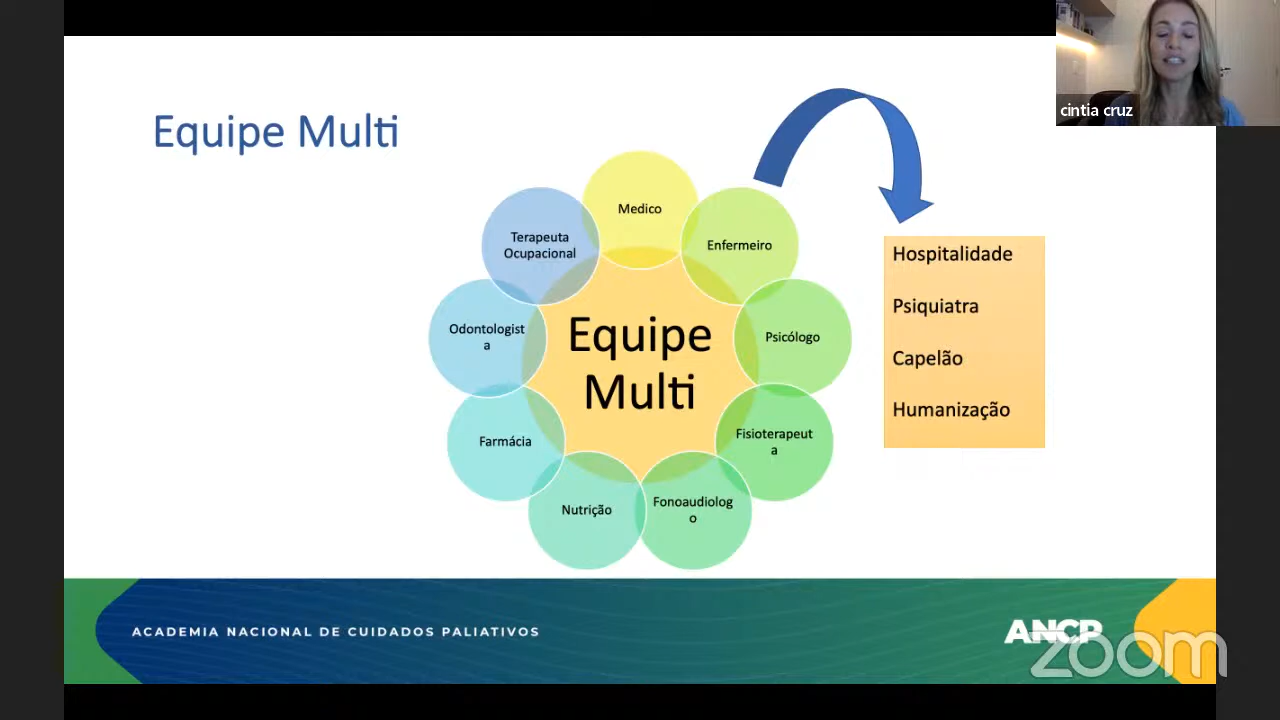 cintia cruz
Equipe Multi
Medico
Enfermeiro
Psicólogo
Fisioterapeut
a
Fonoaudiolog
o
Nutrição
Farmácia
Odontologist
a
Terapeuta
Ocupacional
Equipe
Multi
Hospitalidade
Psiquiatra
Capelão
Humanização
ACADEMIA NACIONAL DE CUIDADOS PALIATIVOS
ANCP
zoom